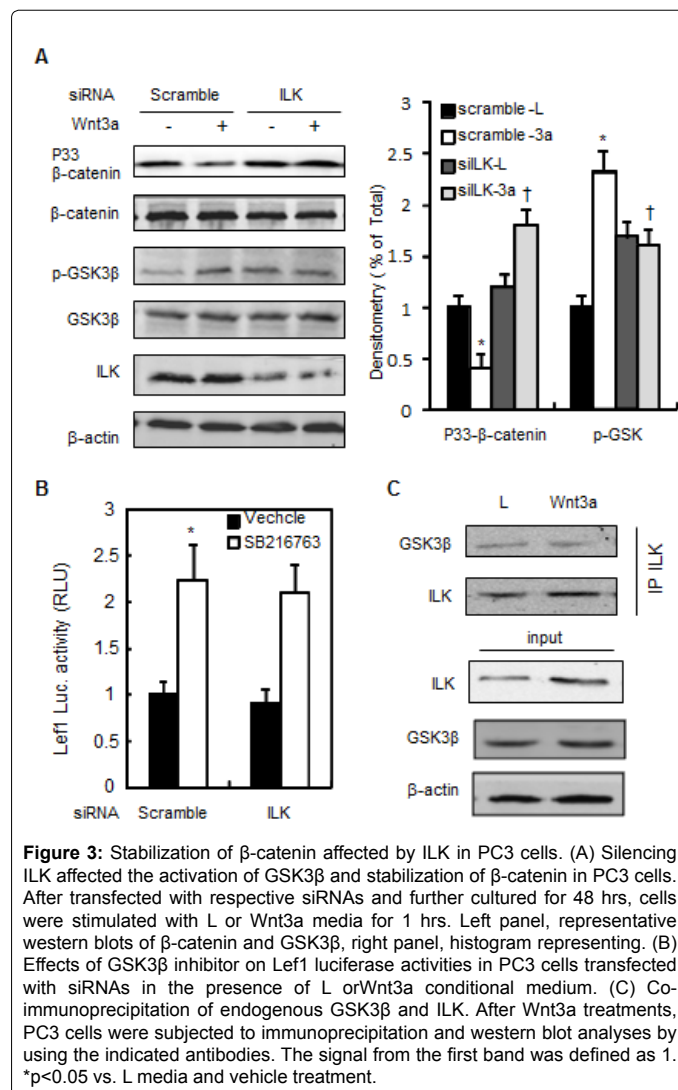 A
siRNA Scramble ILK
Wnt3a - + - +
P33
β-catenin
β-catenin
p-GSK3β
GSK3β
ILK
β-actin
Densitometry ( % of Total)
3
2.5
2
1.5
1
0.5
0
scramble -L
scramble -3a
siILK-L
siILK-3a
*
*
†
†
P33-β-catenin p-GSK
B
Lef1 Luc. activity (RLU)
3
2.5
2
1.5
1
0.5
0
Vechcle
SB216763
*
siRNA Scramble ILK
C
L Wnt3a
GSK3β
ILK
IP ILK
input
ILK
GSK3β
β-actin
Figure 3: Stabilization of β-catenin affected by ILK in PC3 cells. (A) Silencing
ILK affected the activation of GSK3β and stabilization of β-catenin in PC3 cells.
After transfected with respective siRNAs and further cultured for 48 hrs, cells
were stimulated with L or Wnt3a media for 1 hrs. Left panel, representative
western blots of β-catenin and GSK3β, right panel, histogram representing. (B)
Effects of GSK3β inhibitor on Lef1 luciferase activities in PC3 cells transfected
with siRNAs in the presence of L orWnt3a conditional medium. (C) Co-
immunoprecipitation of endogenous GSK3β and ILK. After Wnt3a treatments,
PC3 cells were subjected to immunoprecipitation and western blot analyses by
using the indicated antibodies. The signal from the first band was defined as 1.
*p<0.05 vs. L media and vehicle treatment.